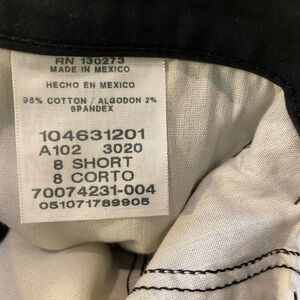 RN 130273
MADE IN MEXICO
HECHO EN MEXICO
98% COTTON / ALGODON 2%
SPANDEX
104631201
A102 3020
8 SHORT
8 CORTO
70074231-004
051071789905